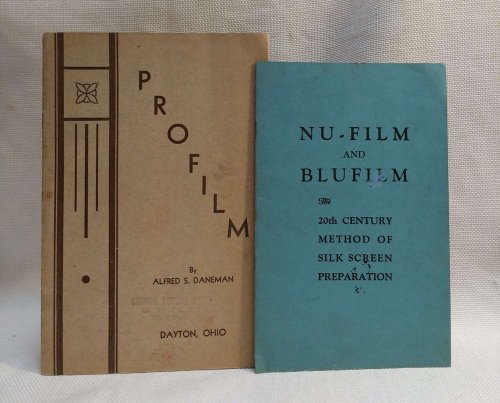 PROFILM
By
ALFRED S. DANEMAN
DAYTON, OHIO
NU-FILM
AND
BLUFILM
The
20th CENTURY
METHOD OF
SILK SCREEN
PREPARATION